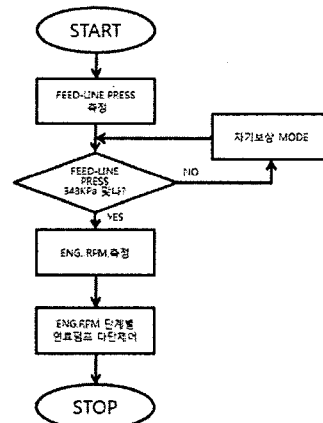 START
FEED-LINE PRESS
측정
자기보상 MODE
FEED-LINE
PRESS
343KPa 맞나?
NO
YES
ENG. RPM.측정
ENG.RPM 단계별
연료펌프 다단제어
STOP